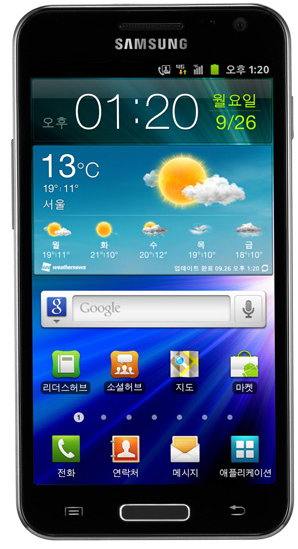 SAMSUNG
4G 오후 1:20
오후 01:20 월요일
9/26
13°C
19°↑11°
서울
월 화 수 목 금
19°/11° 21°/10° 20°/12° 19°/10° 18°/10°
weathernews 업데이트 완료 09.26 오후 1:20
Google
리더스허브 소셜허브 지도 마켓
1
전화 연락처 메시지 애플리케이션